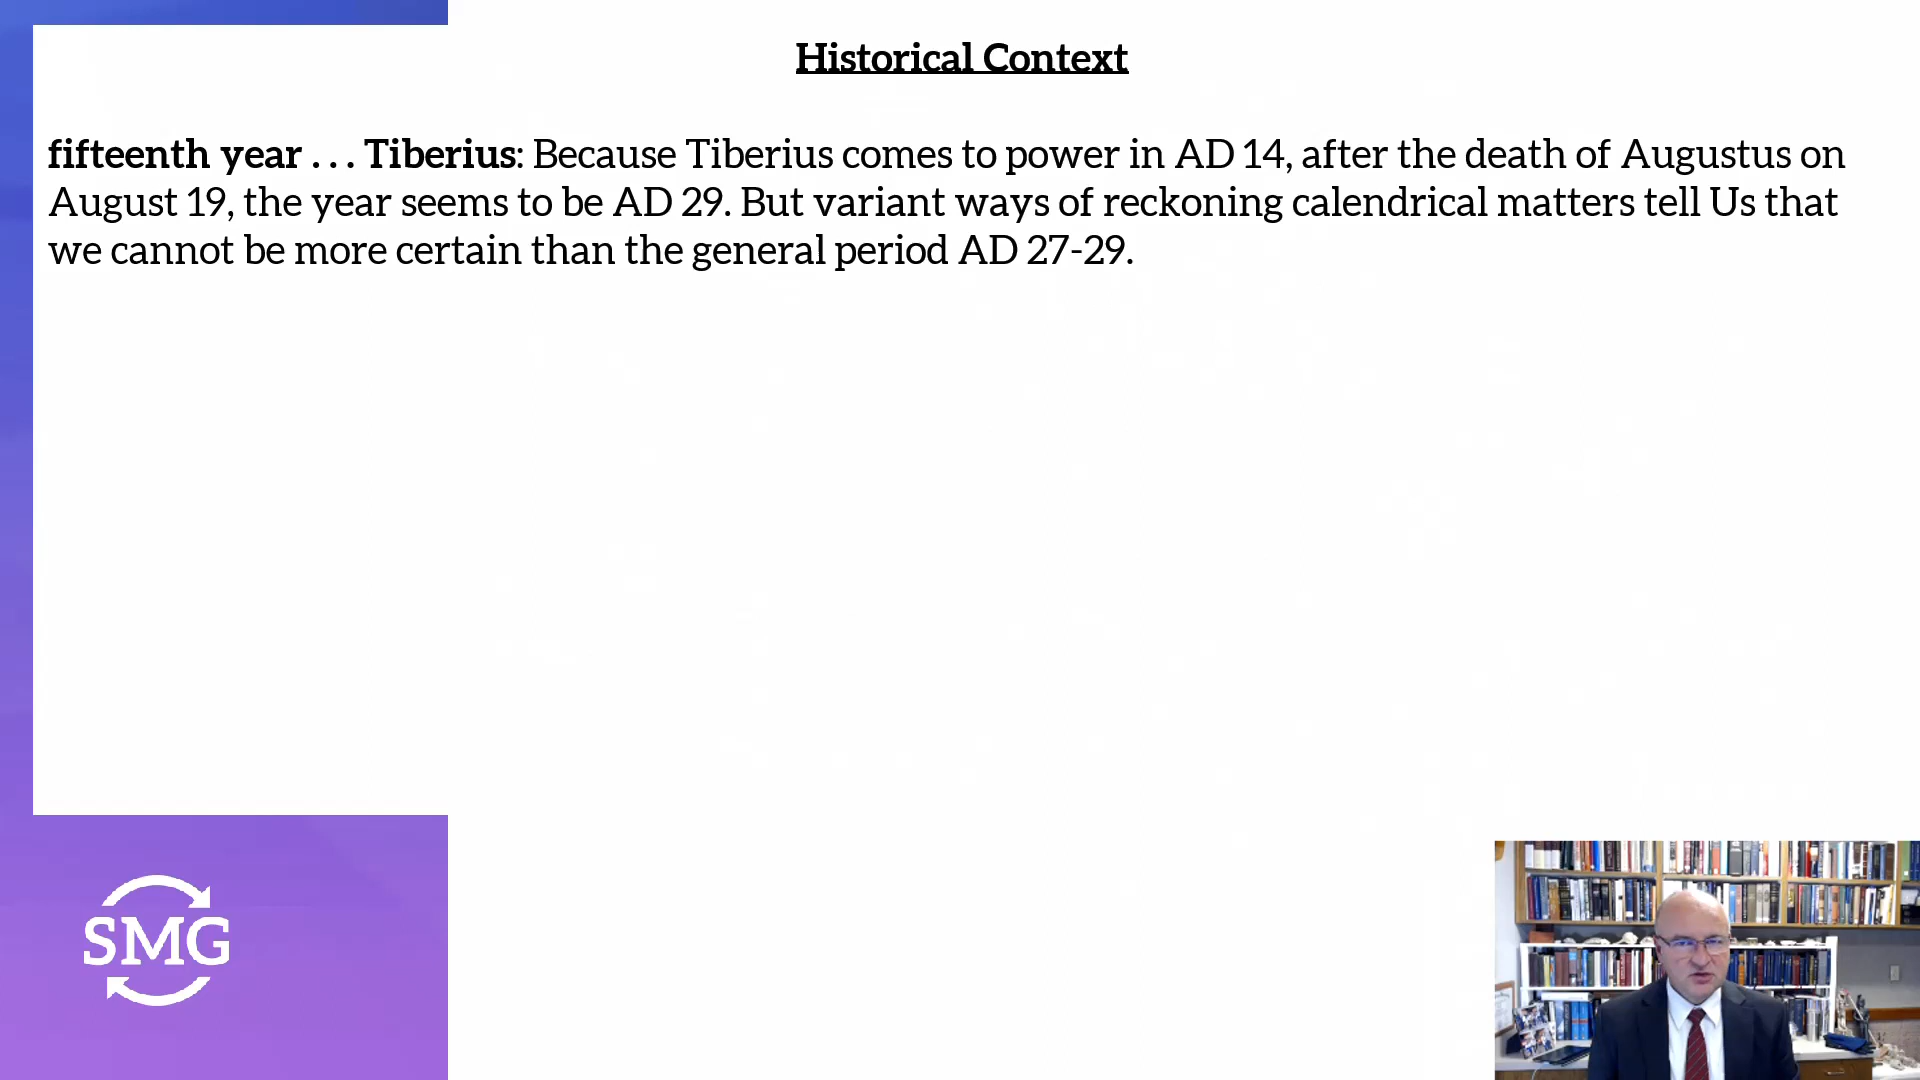 Historical Context
fifteenth year . . . Tiberius: Because Tiberius comes to power in AD 14, after the death of Augustus on
August 19, the year seems to be AD 29. But variant ways of reckoning calendrical matters tell Us that
we cannot be more certain than the general period AD 27-29.
SMG